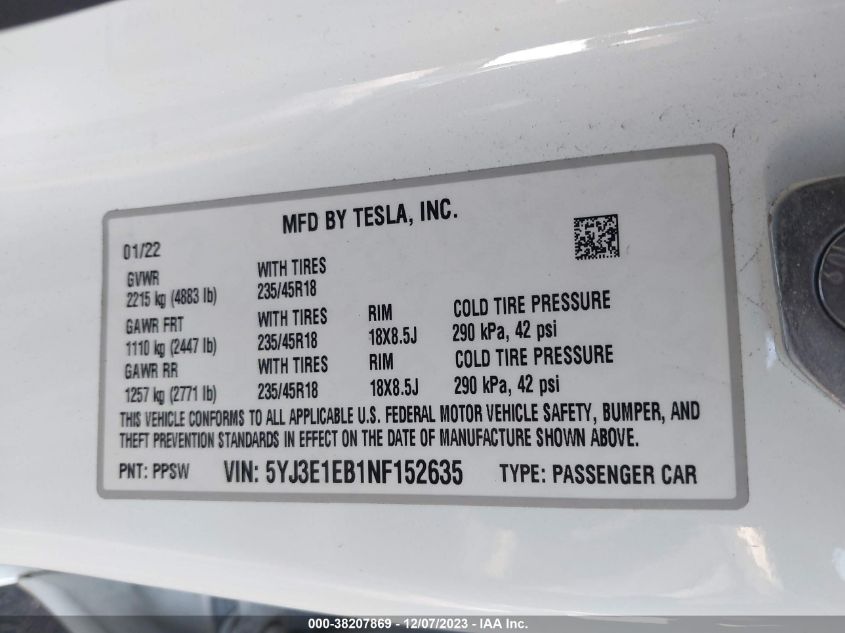 MFD BY TESLA, INC.
01/22
GVWR
2215 kg (4883 lb)
WITH TIRES
235/45R18
GAWR FRT
1110 kg (2447 lb)
WITH TIRES
235/45R18
RIM
18X8.5J
COLD TIRE PRESSURE
290 kPa, 42 psi
GAWR RR
1257 kg (2771 lb)
WITH TIRES
235/45R18
RIM
18X8.5J
COLD TIRE PRESSURE
290 kPa, 42 psi
THIS VEHICLE CONFORMS TO ALL APPLICABLE U.S. FEDERAL MOTOR VEHICLE SAFETY, BUMPER, AND
THEFT PREVENTION STANDARDS IN EFFECT ON THE DATE OF MANUFACTURE SHOWN ABOVE.
PNT: PPSW VIN: 5YJ3E1EB1NF152635 TYPE: PASSENGER CAR
000-38207869 - 12/07/2023 - IAA Inc.